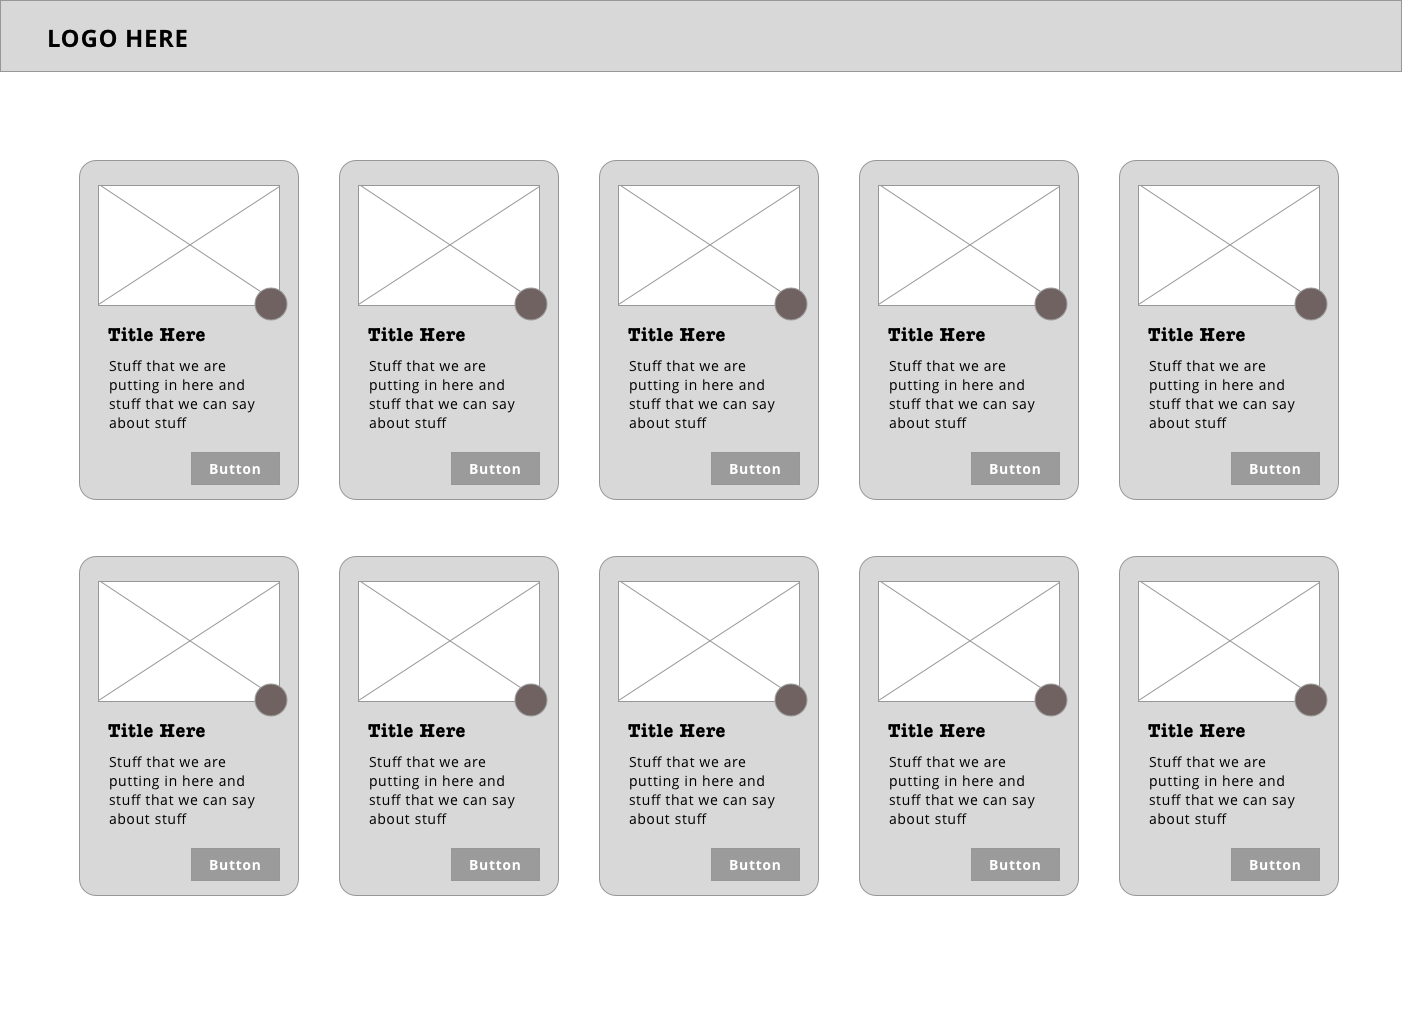 LOGO HERE
Title Here
Stuff that we are
putting in here and
stuff that we can say
about stuff
Button
Title Here
Stuff that we are
putting in here and
stuff that we can say
about stuff
Button
Title Here
Stuff that we are
putting in here and
stuff that we can say
about stuff
Button
Title Here
Stuff that we are
putting in here and
stuff that we can say
about stuff
Button
Title Here
Stuff that we are
putting in here and
stuff that we can say
about stuff
Button
Title Here
Stuff that we are
putting in here and
stuff that we can say
about stuff
Button
Title Here
Stuff that we are
putting in here and
stuff that we can say
about stuff
Button
Title Here
Stuff that we are
putting in here and
stuff that we can say
about stuff
Button
Title Here
Stuff that we are
putting in here and
stuff that we can say
about stuff
Button
Title Here
Stuff that we are
putting in here and
stuff that we can say
about stuff
Button